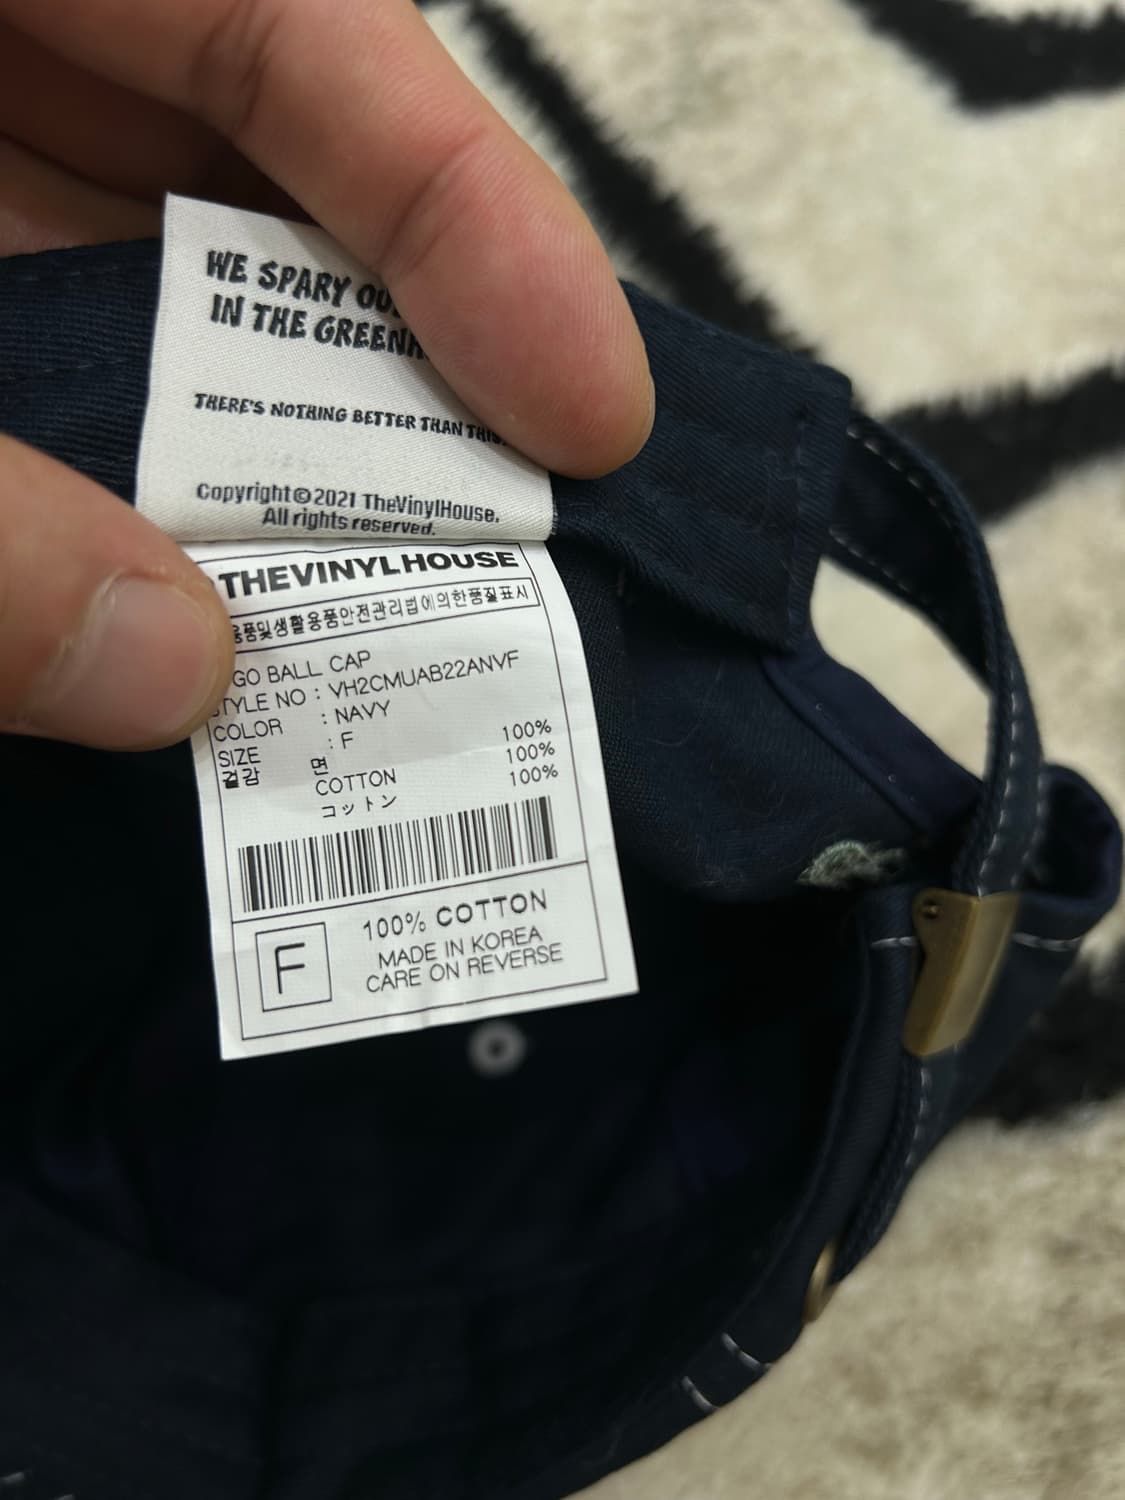 WE SPARY
IN THE
THERE'S NOTHING BETTER THAN THIS.
Copyright©2021 TheVinylHouse.
All rights reserved.
THEVINYLHOUSE
용품및생활용품안전관리법에의한품질표시
GO BALL CAP
STYLE NO : VH2CMUAB22ANVF
COLOR : NAVY
SIZE : F
겉감 면 100%
COTTON 100%
コットン 100%
F
100% COTTON
MADE IN KOREA
CARE ON REVERSE